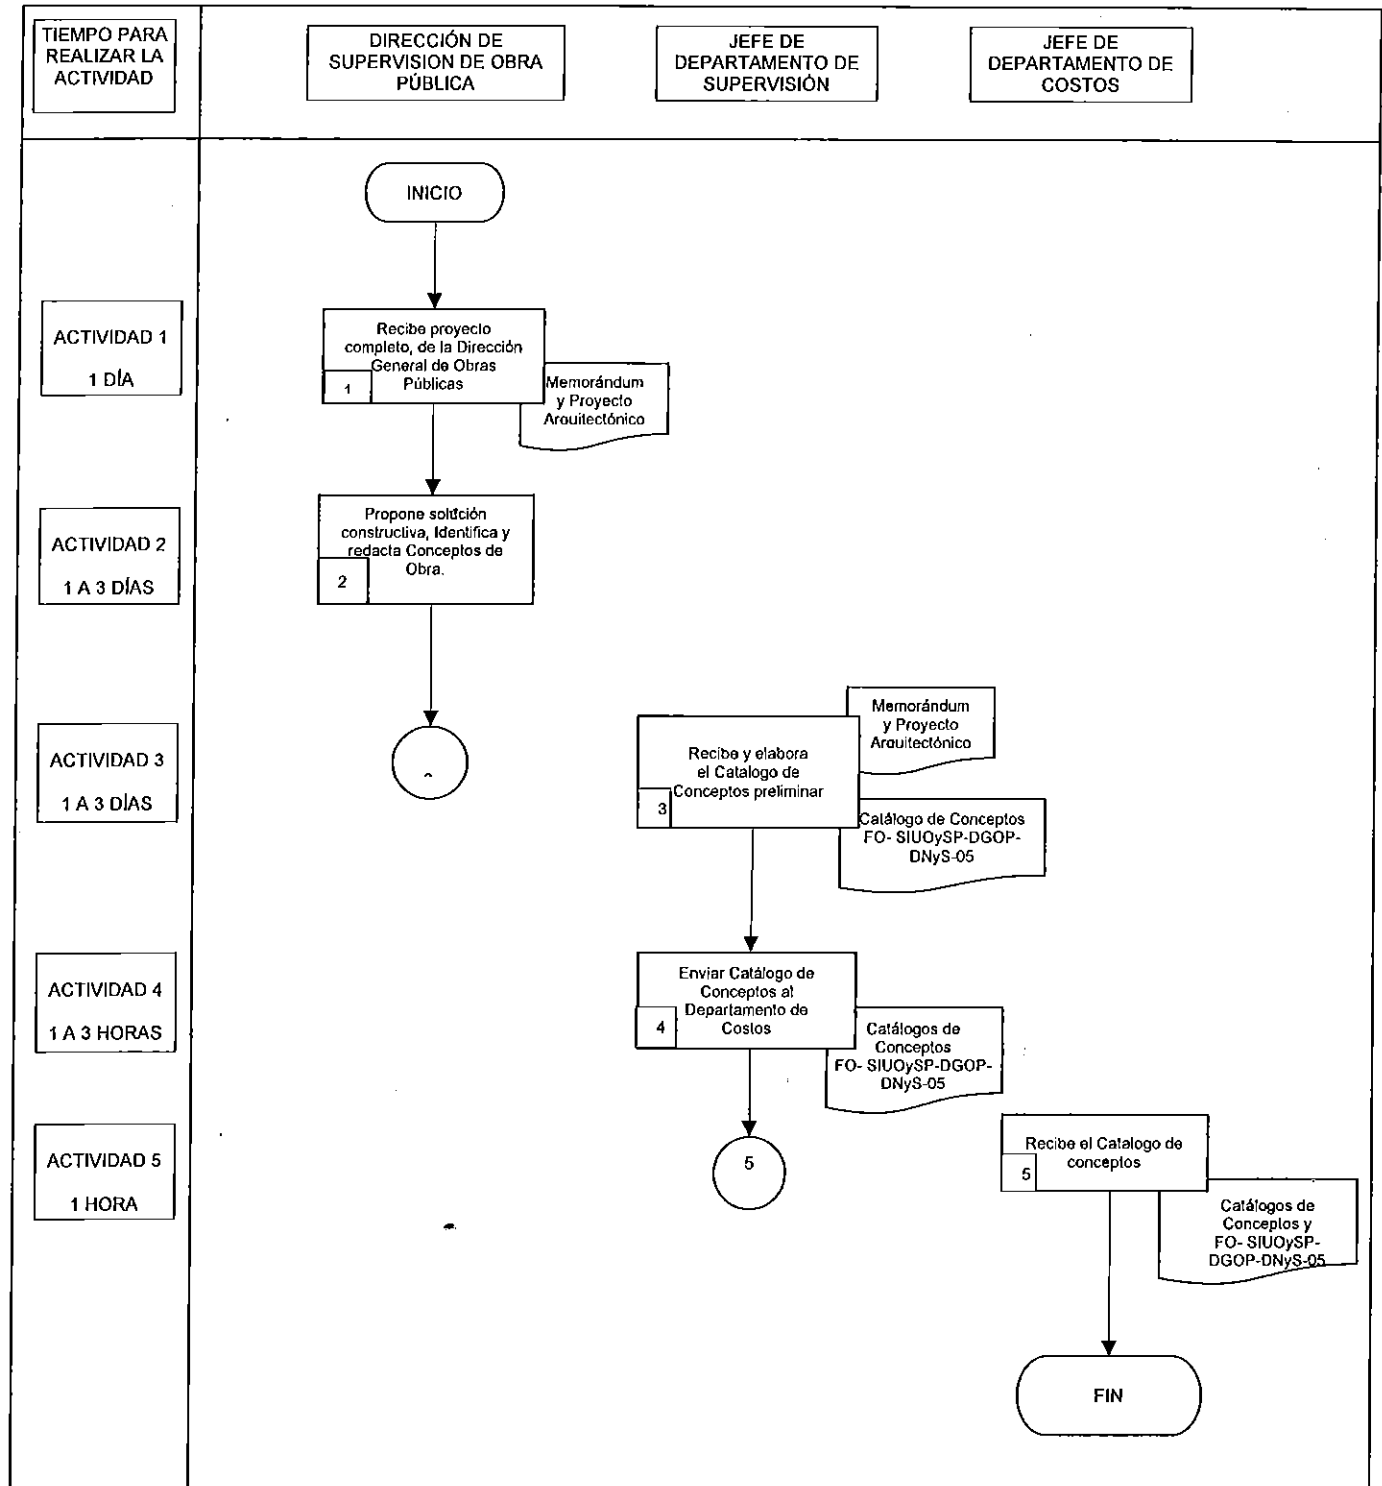 TIEMPO PARA
REALIZAR LA
ACTIVIDAD
DIRECCIÓN DE
SUPERVISION DE OBRA
PÚBLICA
JEFE DE
DEPARTAMENTO DE
SUPERVISIÓN
JEFE DE
DEPARTAMENTO DE
COSTOS
INICIO
ACTIVIDAD 1
1 DÍA
Recibe proyecto
completo, de la Dirección
General de Obras
Públicas
1
Memorándum
y Proyecto
Arquitectónico
ACTIVIDAD 2
1 A 3 DÍAS
Propone solución
constructiva, Identifica y
redacta Conceptos de
Obra.
2
ACTIVIDAD 3
1 A 3 DÍAS
Recibe y elabora
el Catalogo de
Conceptos preliminar
3
Memorándum
y Proyecto
Arquitectónico
Catálogo de Conceptos
FO- SIUOySP-DGOP-
DNyS-05
ACTIVIDAD 4
1 A 3 HORAS
Enviar Catálogo de
Conceptos al
Departamento de
Costos
4
Catálogos de
Conceptos
FO- SIUOySP-DGOP-
DNyS-05
ACTIVIDAD 5
1 HORA
5
Recibe el Catalogo de
conceptos
5
Catálogos de
Conceptos y
FO- SIUOySP-
DGOP-DNyS-05
FIN